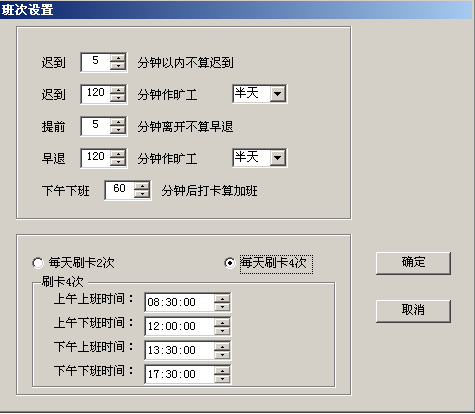 班次设置
迟到 5 分钟以内不算迟到
迟到 120 分钟作旷工 半天
提前 5 分钟离开不算早退
早退 120 分钟作旷工 半天
下午下班 60 分钟后打卡算加班
每天刷卡2次 每天刷卡4次
刷卡4次
上午上班时间： 08:30:00
上午下班时间： 12:00:00
下午上班时间： 13:30:00
下午下班时间： 17:30:00
确定
取消